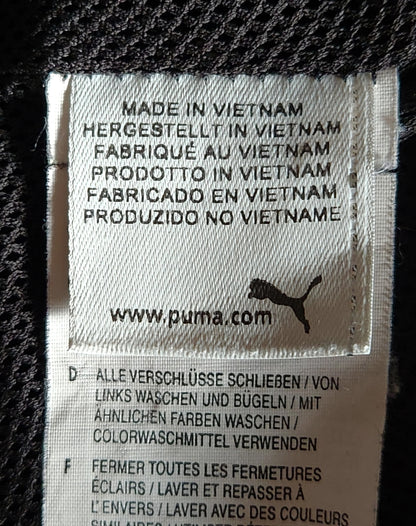 MADE IN VIETNAM
HERGESTELLT IN VIETNAM
FABRIQUÉ AU VIETNAM
PRODOTTO IN VIETNAM
FABRICADO EN VIETNAM
PRODUZIDO NO VIETNAME
www.puma.com
D ALLE VERSCHLÜSSE SCHLIEẞEN / VON
LINKS WASCHEN UND BÜGELN / MIT
ÄHNLICHEN FARBEN WASCHEN /
COLORWASCHMITTEL VERWENDEN
F FERMER TOUTES LES FERMETURES
ÉCLAIRS / LAVER ET REPASSER À
L'ENVERS / LAVER AVEC DES COULEURS